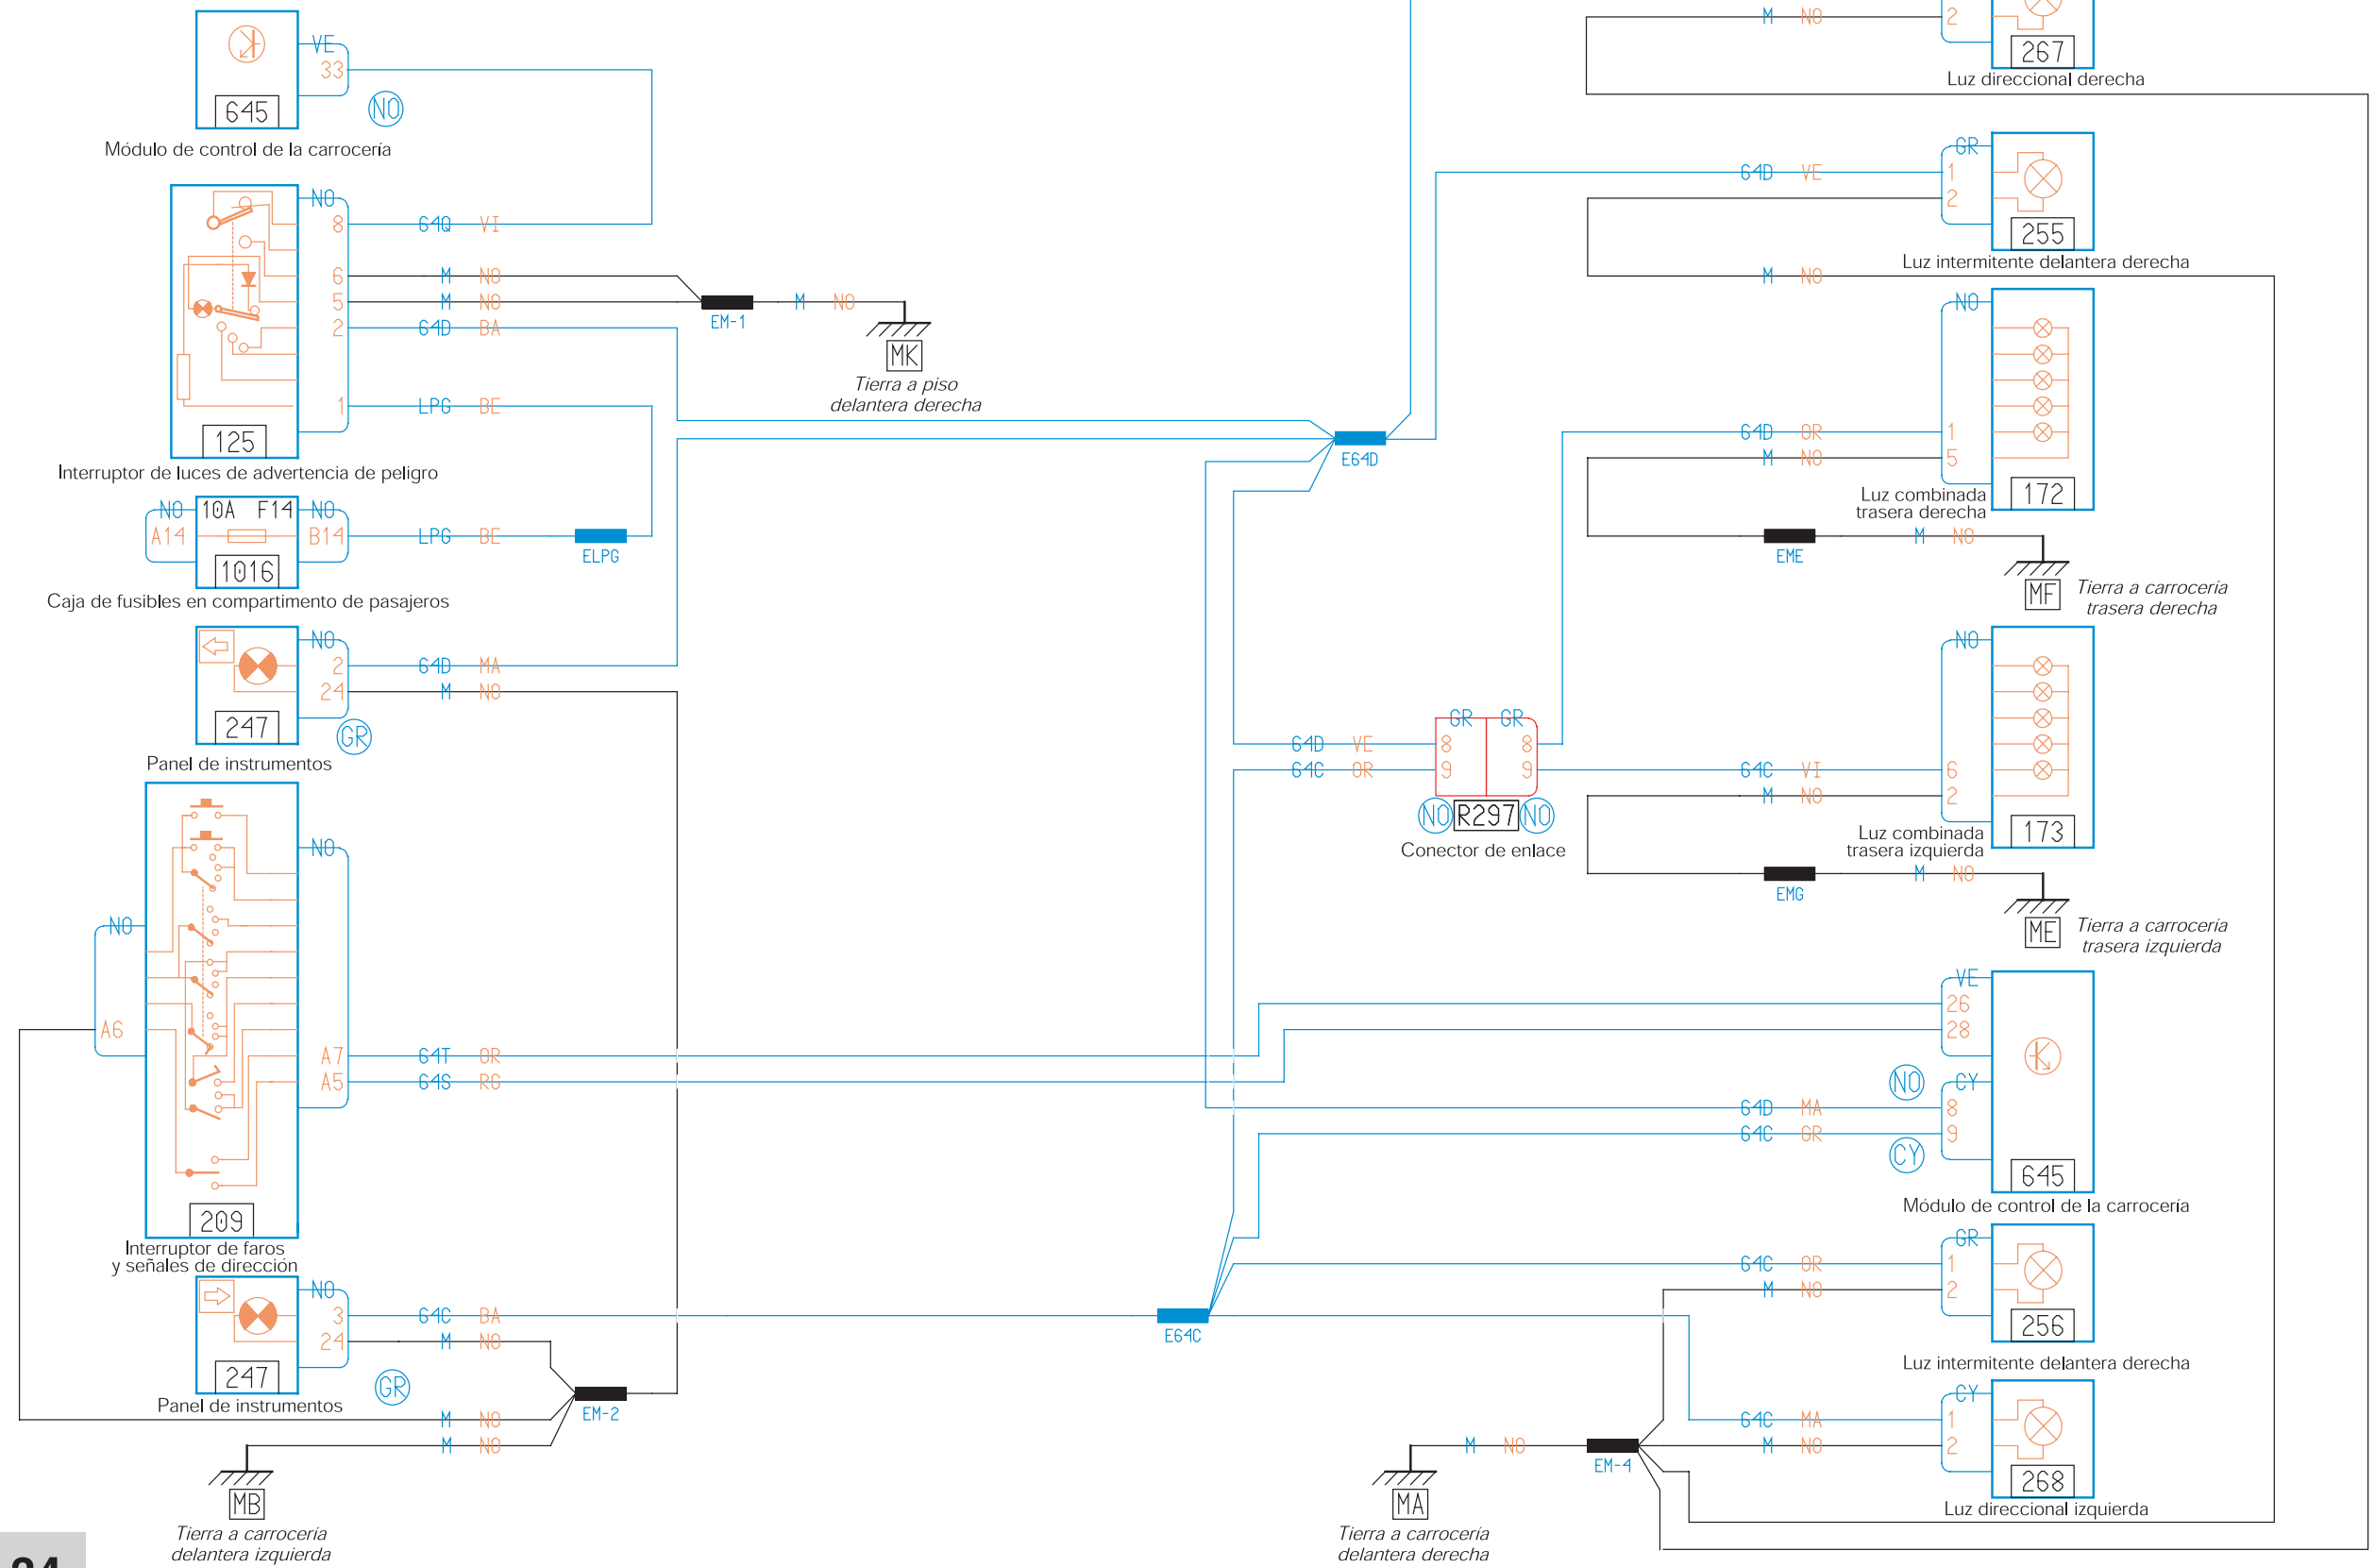 VE
33
645
NO
Módulo de control de la carrocería
NO
8 64Q VI
6 M NO
5 M NO
2 64D BA
1 LPG BE
125
Interruptor de luces de advertencia de peligro
EM-1
M NO
MK
Tierra a piso
delantera derecha
NO 10A F14 NO
A14 B14 LPG BE
ELPG
1016
Caja de fusibles en compartimento de pasajeros
NO
2 64D MA
24 M NO
247
GR
Panel de instrumentos
NO
NO
A6
A7 64T OR
A5 64S RG
209
Interruptor de faros
y señales de dirección
NO
3 64C BA
24 M NO
247
GR
Panel de instrumentos
M NO
M NO
EM-2
MB
Tierra a carrocería
delantera izquierda
E64D
GR GR
64D VE 8 8
64C OR 9 9
NO R297 NO
Conector de enlace
E64C
M NO
EM-4
MA
Tierra a carrocería
delantera derecha
M NO 2
267
Luz direccional derecha
GR
64D VE 1
2
255
Luz intermitente delantera derecha
M NO
NO
64D OR 1
M NO 5
Luz combinada
trasera derecha
172
EME
M NO
MF
Tierra a carrocería
trasera derecha
NO
64C VI 6
M NO 2
Luz combinada
trasera izquierda
173
EMG
M NO
ME
Tierra a carrocería
trasera izquierda
VE
26
28
NO
CY
64D MA 8
64C GR 9
CY
645
Módulo de control de la carrocería
GR
64C OR 1
M NO 2
256
Luz intermitente delantera derecha
CY
64C MA 1
M NO 2
268
Luz direccional izquierda